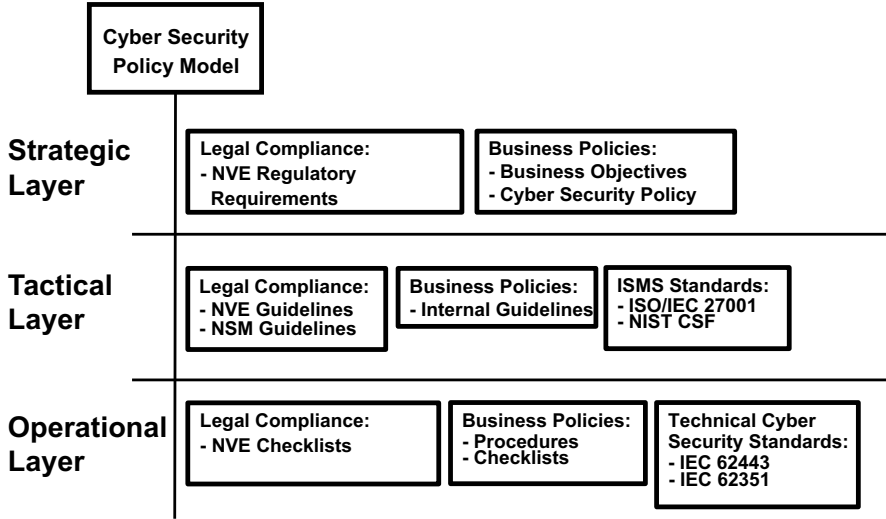 Cyber Security
Policy Model
Strategic
Layer
Legal Compliance:
- NVE Regulatory
Requirements
Business Policies:
- Business Objectives
- Cyber Security Policy
Tactical
Layer
Legal Compliance:
- NVE Guidelines
- NSM Guidelines
Business Policies:
- Internal Guidelines
ISMS Standards:
- ISO/IEC 27001
- NIST CSF
Operational
Layer
Legal Compliance:
- NVE Checklists
Business Policies:
- Procedures
- Checklists
Technical Cyber
Security Standards:
- IEC 62443
- IEC 62351